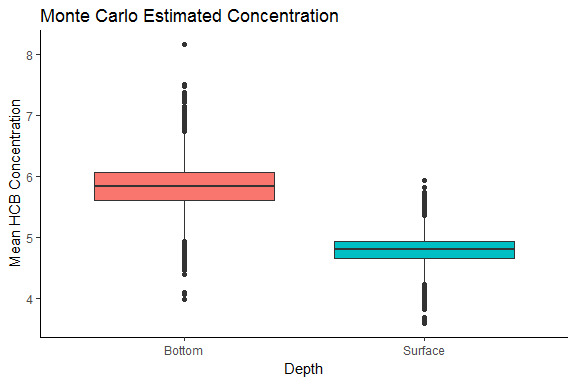 Monte Carlo Estimated Concentration
Mean HCB Concentration
8
7
6
5
4
Bottom
Surface
Depth